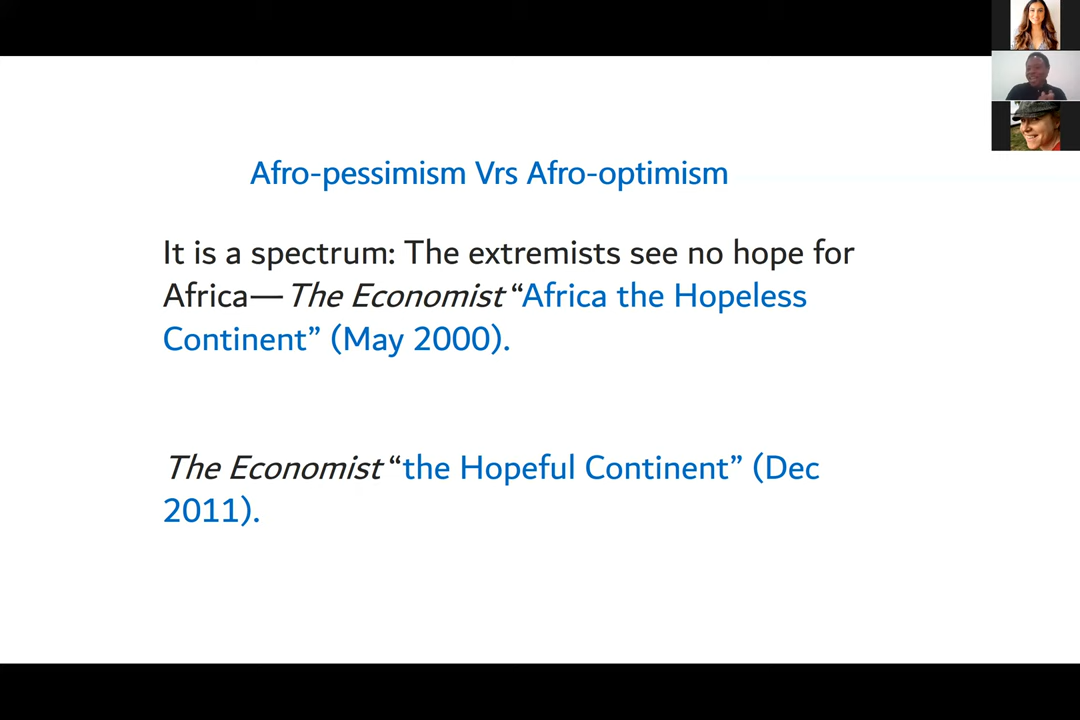 Afro-pessimism Vrs Afro-optimism
It is a spectrum: The extremists see no hope for
Africa—The Economist “Africa the Hopeless
Continent” (May 2000).
The Economist “the Hopeful Continent” (Dec
2011).